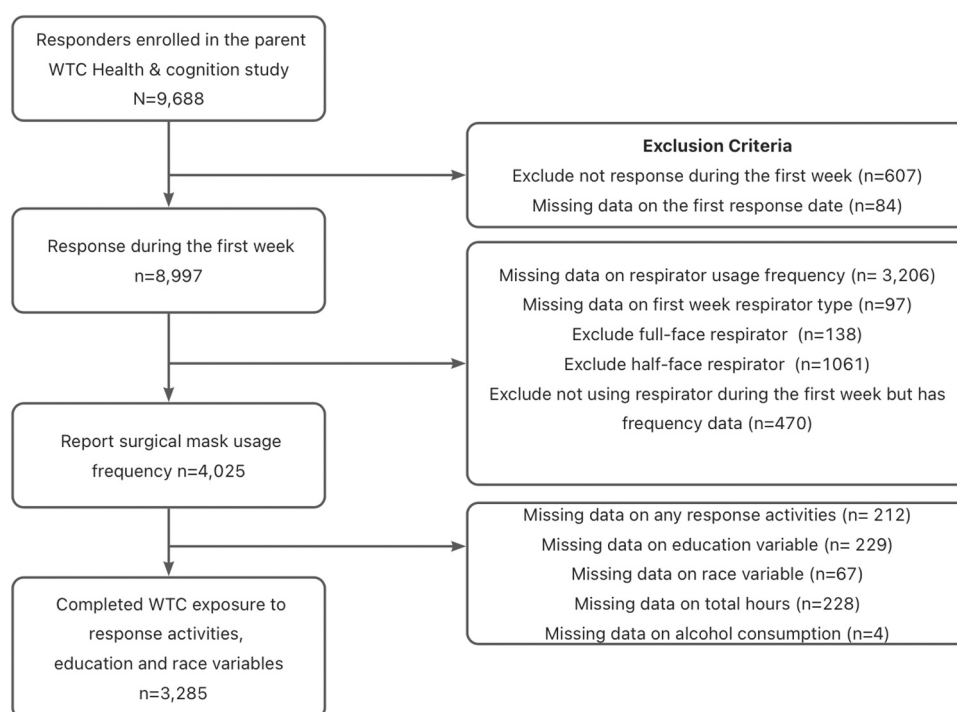 Responders enrolled in the parent
WTC Health & cognition study
N=9,688
Exclusion Criteria
Exclude not response during the first week (n=607)
Missing data on the first response date (n=84)
Response during the first week
n=8,997
Missing data on respirator usage frequency (n= 3,206)
Missing data on first week respirator type (n=97)
Exclude full-face respirator (n=138)
Exclude half-face respirator (n=1061)
Exclude not using respirator during the first week but has
frequency data (n=470)
Report surgical mask usage
frequency n=4,025
Missing data on any response activities (n= 212)
Missing data on education variable (n= 229)
Missing data on race variable (n=67)
Missing data on total hours (n=228)
Missing data on alcohol consumption (n=4)
Completed WTC exposure to
response activities,
education and race variables
n=3,285